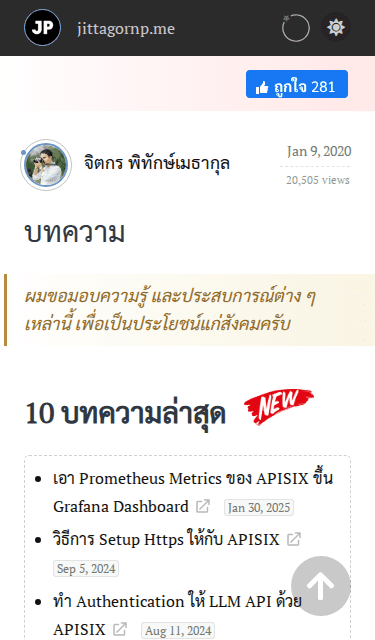 JP jittagornp.me
ถูกใจ 281
จิตกร พิทักษ์เมธากุล
Jan 9, 2020
20,505 views
บทความ
ผมขอมอบความรู้ และประสบการณ์ต่าง ๆ
เหล่านี้ เพื่อเป็นประโยชน์แก่สังคมครับ
10 บทความล่าสุด NEW
เอา Prometheus Metrics ของ APISIX ขึ้น
Grafana Dashboard Jan 30, 2025
วิธีการ Setup Https ให้กับ APISIX
Sep 5, 2024
ทำ Authentication ให้ LLM API ด้วย
APISIX Aug 11, 2024